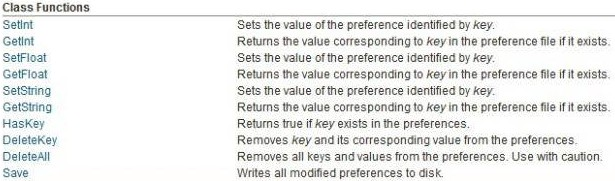 Class Functions
SetInt Sets the value of the preference identified by key.
GetInt Returns the value corresponding to key in the preference file if it exists.
SetFloat Sets the value of the preference identified by key.
GetFloat Returns the value corresponding to key in the preference file if it exists.
SetString Sets the value of the preference identified by key.
GetString Returns the value corresponding to key in the preference file if it exists.
HasKey Returns true if key exists in the preferences.
DeleteKey Removes key and its corresponding value from the preferences.
DeleteAll Removes all keys and values from the preferences. Use with caution.
Save Writes all modified preferences to disk.